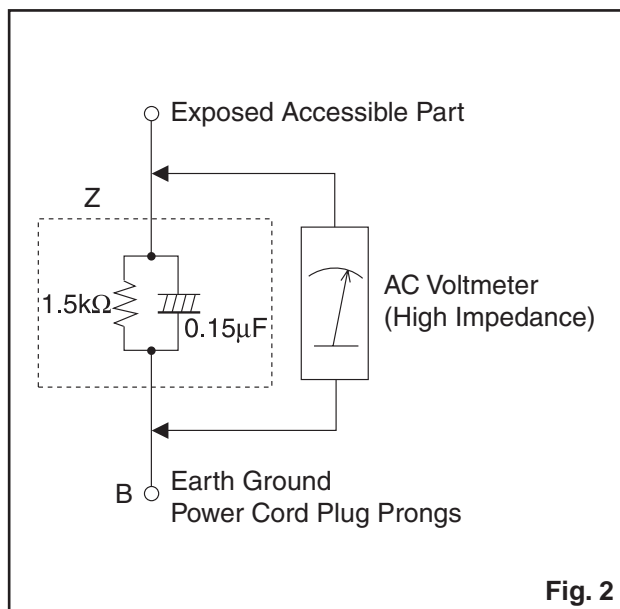 Exposed Accessible Part
Z
1.5kΩ
0.15μF
AC Voltmeter
(High Impedance)
B
Earth Ground
Power Cord Plug Prongs
Fig. 2